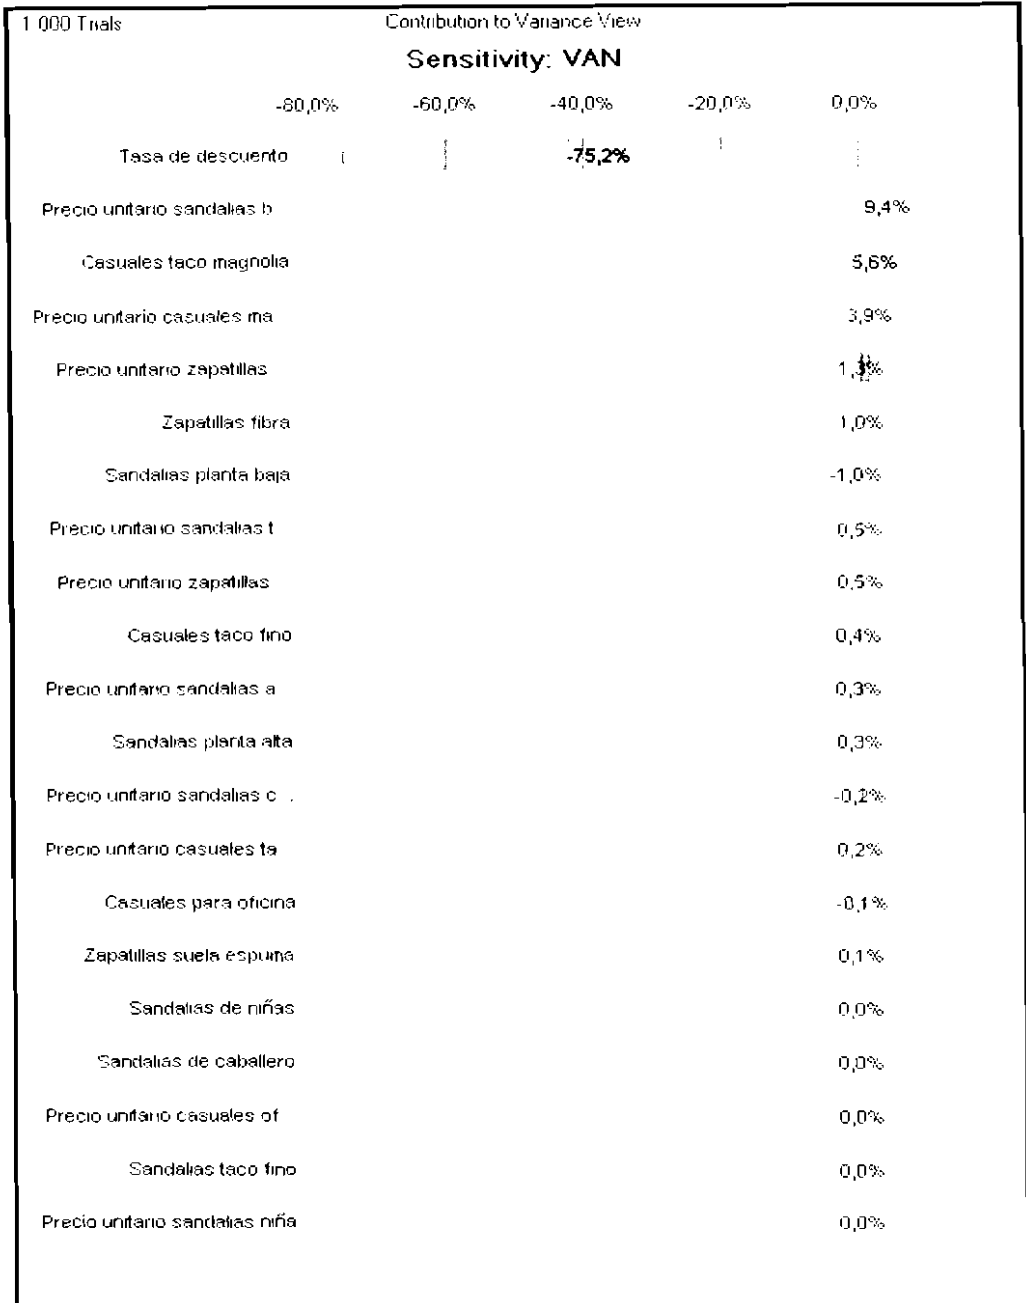 1 000 Trials Contribution to Variance View
Sensitivity: VAN
-80,0% -60,0% -40,0% -20,0% 0,0%
Tasa de descuento -75,2%
Precio unitario sandalias b 9,4%
Casuales taco magnolia 5,6%
Precio unitario casuales ma 3,9%
Precio unitario zapatillas 1,3%
Zapatillas fibra 1,0%
Sandalias planta baja -1,0%
Precio unitario sandalias t 0,5%
Precio unitario zapatillas 0,5%
Casuales taco fino 0,4%
Precio unitario sandalias a 0,3%
Sandalias planta alta 0,3%
Precio unitario sandalias c . -0,2%
Precio unitario casuales ta 0,2%
Casuales para oficina -0,1%
Zapatillas suela espuma 0,1%
Sandalias de niñas 0,0%
Sandalias de caballero 0,0%
Precio unitario casuales of 0,0%
Sandalias taco fino 0,0%
Precio unitario sandalias niña 0,0%